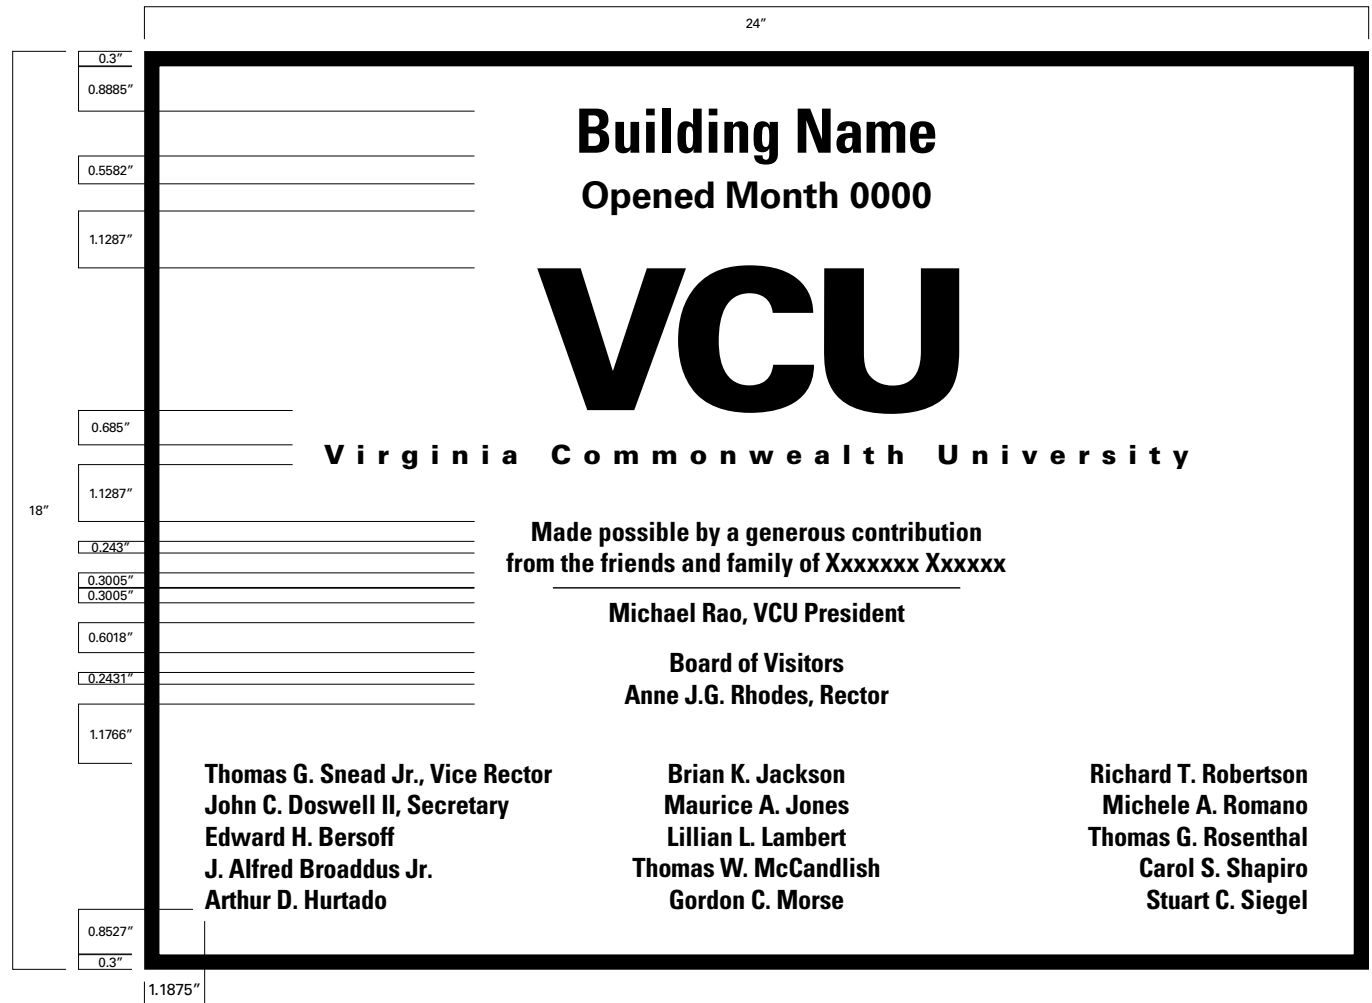 24”
0.3”
0.8885”
Building Name
0.5582”
Opened Month 0000
1.1287”
VCU
0.685”
Virginia Commonwealth University
1.1287”
18”
Made possible by a generous contribution
0.243”
from the friends and family of Xxxxxxx Xxxxxx
0.3005”
0.3005”
Michael Rao, VCU President
0.6018”
Board of Visitors
0.2431”
Anne J.G. Rhodes, Rector
1.1766”
Thomas G. Snead Jr., Vice Rector
John C. Doswell II, Secretary
Edward H. Bersoff
J. Alfred Broaddus Jr.
Arthur D. Hurtado
Brian K. Jackson
Maurice A. Jones
Lillian L. Lambert
Thomas W. McCandlish
Gordon C. Morse
Richard T. Robertson
Michele A. Romano
Thomas G. Rosenthal
Carol S. Shapiro
Stuart C. Siegel
0.8527”
0.3”
1.1875”